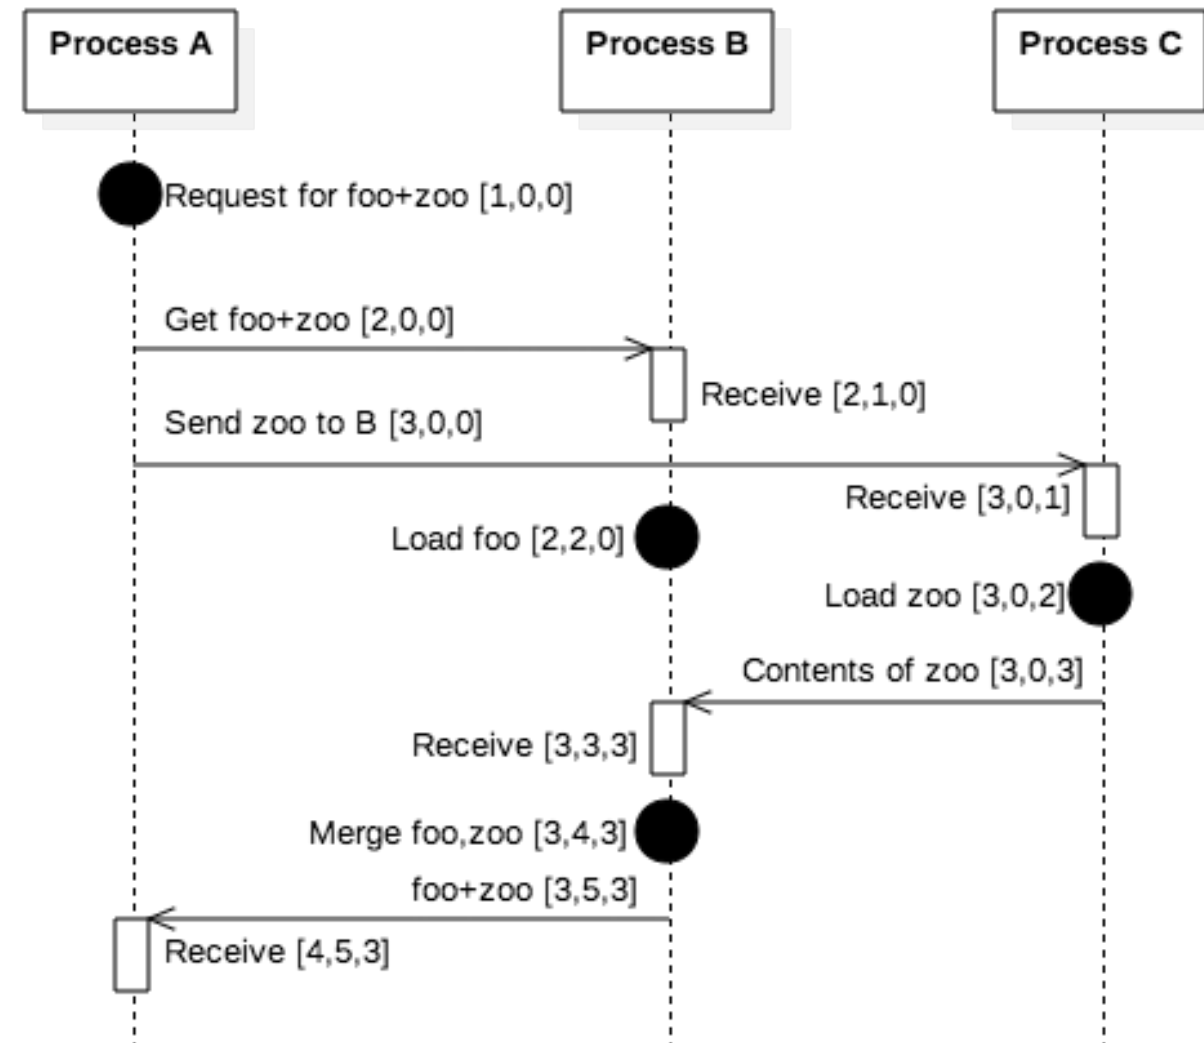 Process A
Process B
Process C
Request for foo+zoo [1,0,0]
Get foo+zoo [2,0,0]
Receive [2,1,0]
Send zoo to B [3,0,0]
Receive [3,0,1]
Load foo [2,2,0]
Load zoo [3,0,2]
Contents of zoo [3,0,3]
Receive [3,3,3]
Merge foo,zoo [3,4,3]
foo+zoo [3,5,3]
Receive [4,5,3]